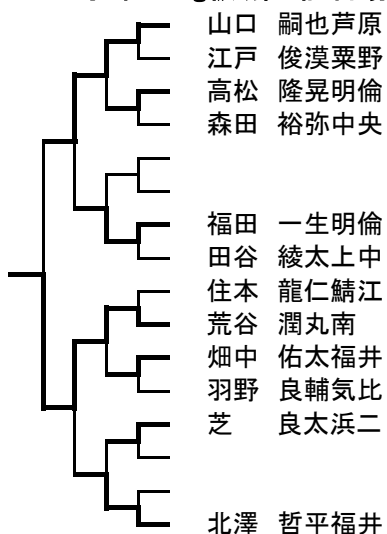 山口 嗣也芦原
江戸 俊漠粟野
高松 隆晃明倫
森田 裕弥中央
福田 一生明倫
田谷 綾太上中
住本 龍仁鯖江
荒谷 潤丸南
畑中 佑太福井
羽野 良輔気比
芝 良太浜二
北澤 哲平福井